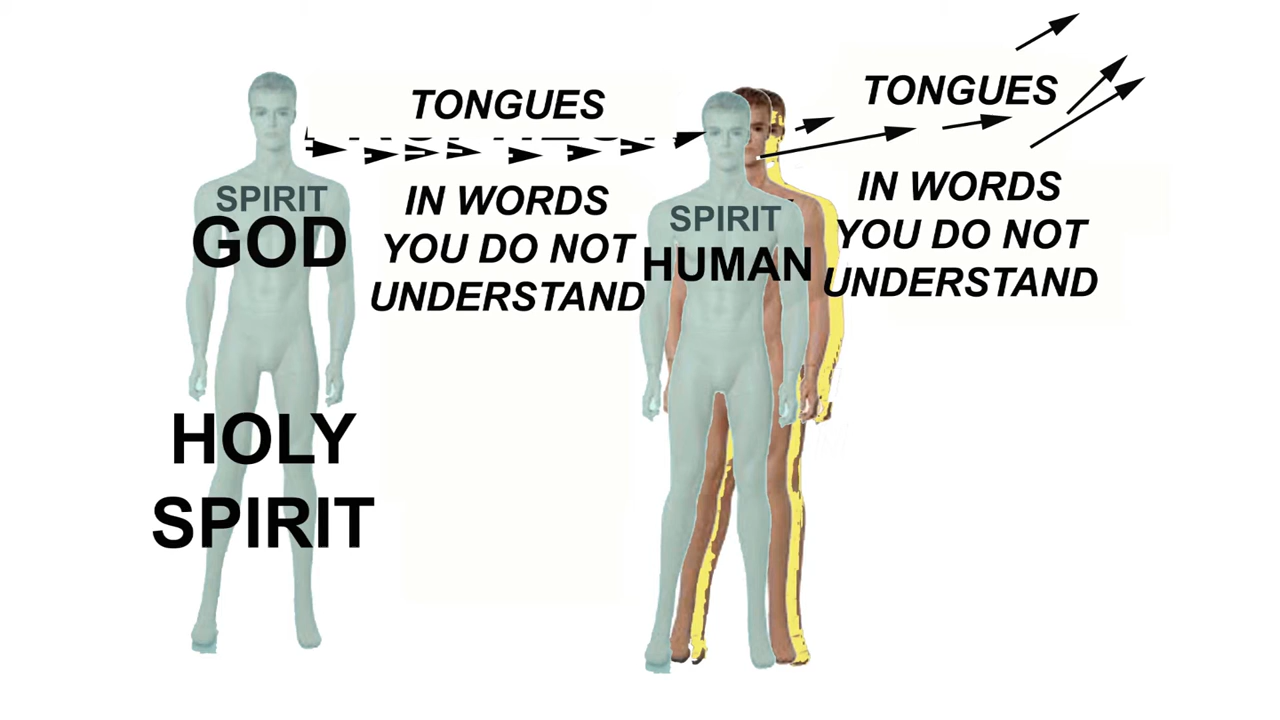 TONGUES
IN WORDS
YOU DO NOT
UNDERSTAND
SPIRIT
GOD
HOLY
SPIRIT
SPIRIT
HUMAN
TONGUES
IN WORDS
YOU DO NOT
UNDERSTAND